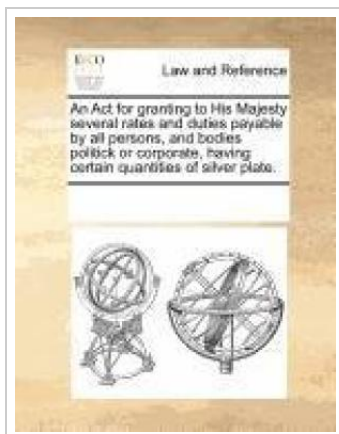 ECCO
Law and Reference
An Act for granting to His Majesty
several rates and duties payable
by all persons, and bodies
politick or corporate, having
certain quantities of silver plate.